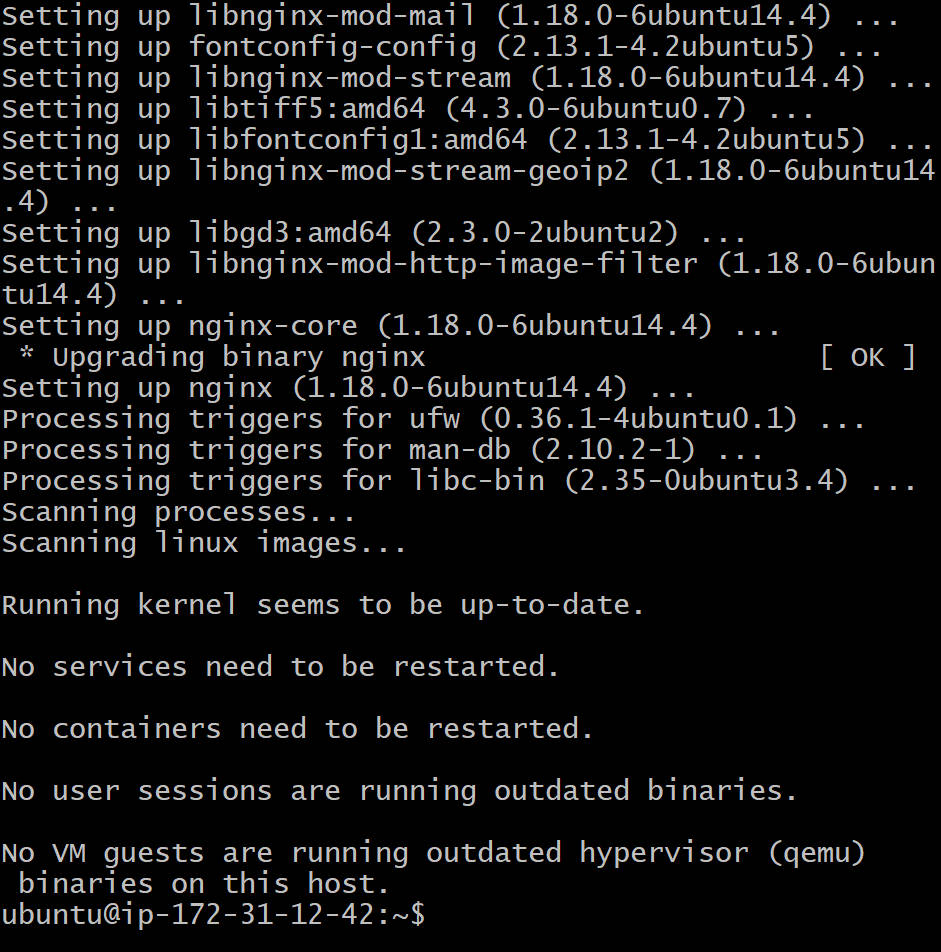 Setting up libnginx-mod-mail (1.18.0-6ubuntu14.4) ...
Setting up fontconfig-config (2.13.1-4.2ubuntu5) ...
Setting up libnginx-mod-stream (1.18.0-6ubuntu14.4) ...
Setting up libtiff5:amd64 (4.3.0-6ubuntu0.7) ...
Setting up libfontconfig1:amd64 (2.13.1-4.2ubuntu5) ...
Setting up libnginx-mod-stream-geoip2 (1.18.0-6ubuntu14
.4) ...
Setting up libgd3:amd64 (2.3.0-2ubuntu2) ...
Setting up libnginx-mod-http-image-filter (1.18.0-6ubun
tu14.4) ...
Setting up nginx-core (1.18.0-6ubuntu14.4) ...
 * Upgrading binary nginx                       [ OK ]
Setting up nginx (1.18.0-6ubuntu14.4) ...
Processing triggers for ufw (0.36.1-4ubuntu0.1) ...
Processing triggers for man-db (2.10.2-1) ...
Processing triggers for libc-bin (2.35-0ubuntu3.4) ...
Scanning processes...
Scanning linux images...
Running kernel seems to be up-to-date.
No services need to be restarted.
No containers need to be restarted.
No user sessions are running outdated binaries.
No VM guests are running outdated hypervisor (qemu)
 binaries on this host.
ubuntu@ip-172-31-12-42:~$